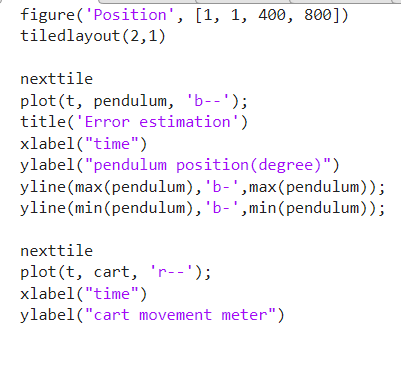 figure('Position', [1, 1, 400, 800])
tiledlayout(2,1)
nexttile
plot(t, pendulum, 'b--');
title('Error estimation')
xlabel("time")
ylabel("pendulum position(degree)")
yline(max(pendulum),'b-',max(pendulum));
yline(min(pendulum),'b-',min(pendulum));
nexttile
plot(t, cart, 'r--');
xlabel("time")
ylabel("cart movement meter")